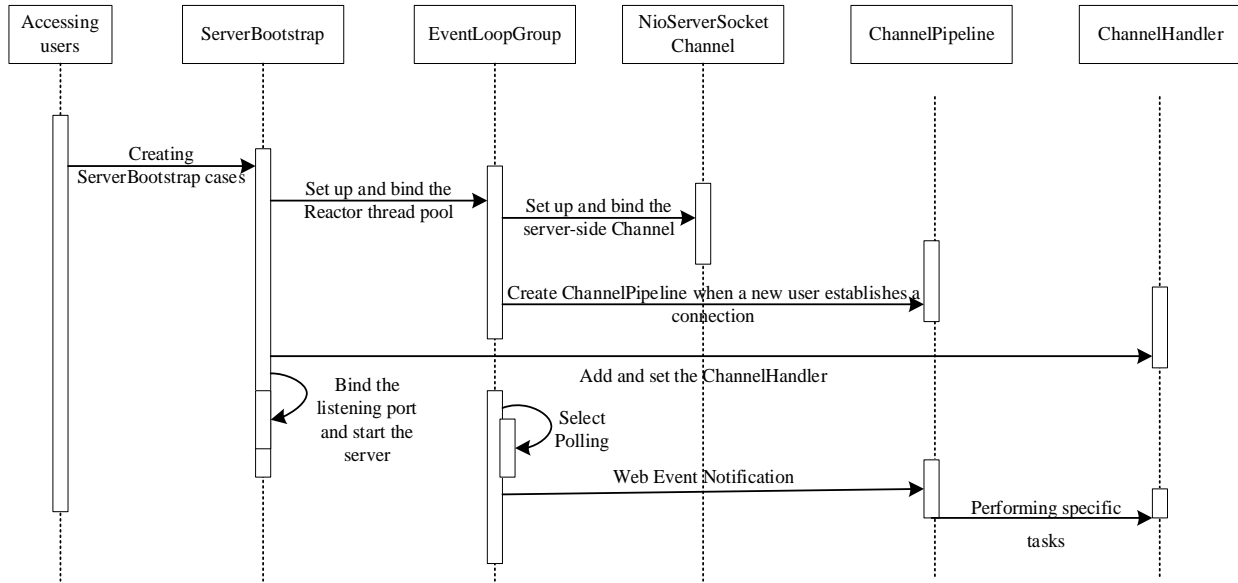 Accessing
users
ServerBootstrap
EventLoopGroup
NioServerSocket
Channel
ChannelPipeline
ChannelHandler
Creating
ServerBootstrap cases
Set up and bind the
Reactor thread pool
Set up and bind the
server-side Channel
Create ChannelPipeline when a new user establishes a
connection
Add and set the ChannelHandler
Bind the
listening port
and start the
server
Select
Polling
Web Event Notification
Performing specific
tasks